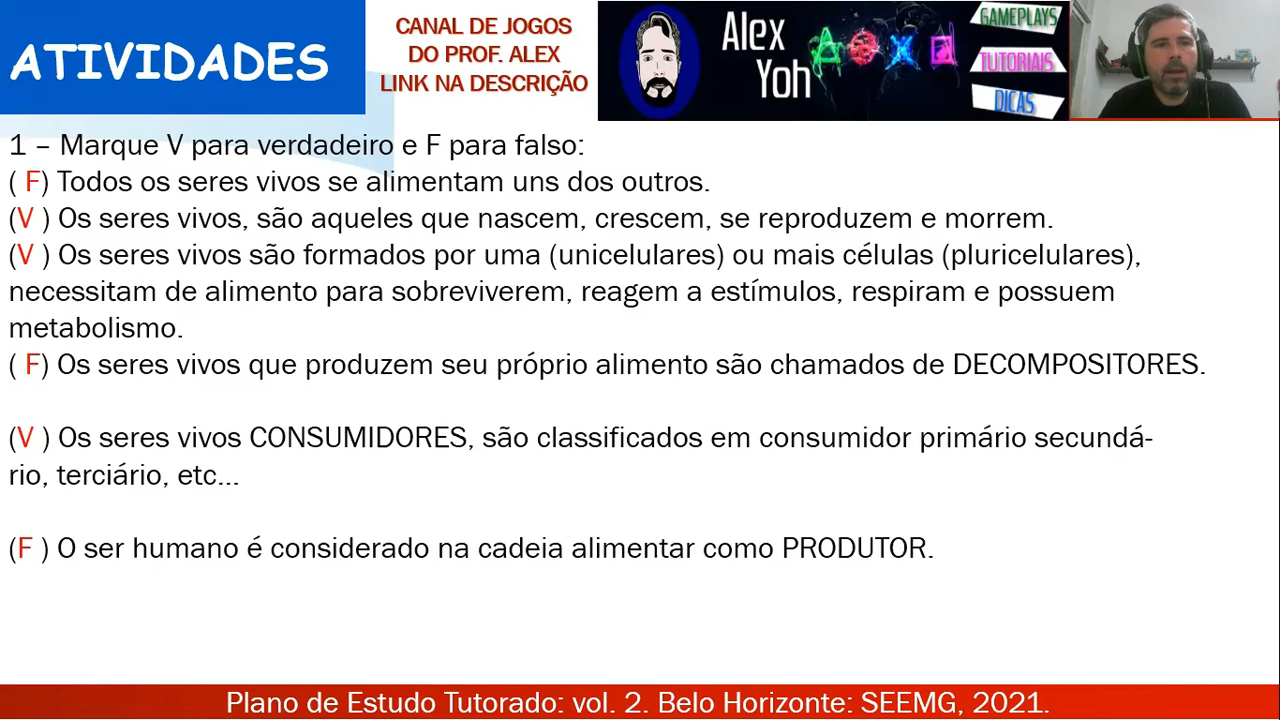 ATIVIDADES
CANAL DE JOGOS
DO PROF. ALEX
LINK NA DESCRIÇÃO
Alex
Yoh
GAMEPLAYS
TUTORIAIS
DICAS
1 – Marque V para verdadeiro e F para falso:
( F) Todos os seres vivos se alimentam uns dos outros.
(V ) Os seres vivos, são aqueles que nascem, crescem, se reproduzem e morrem.
(V ) Os seres vivos são formados por uma (unicelulares) ou mais células (pluricelulares),
necessitam de alimento para sobreviverem, reagem a estímulos, respiram e possuem
metabolismo.
( F) Os seres vivos que produzem seu próprio alimento são chamados de DECOMPOSITORES.
(V ) Os seres vivos CONSUMIDORES, são classificados em consumidor primário secundá-
rio, terciário, etc...
(F ) O ser humano é considerado na cadeia alimentar como PRODUTOR.
Plano de Estudo Tutorado: vol. 2. Belo Horizonte: SEEMG, 2021.